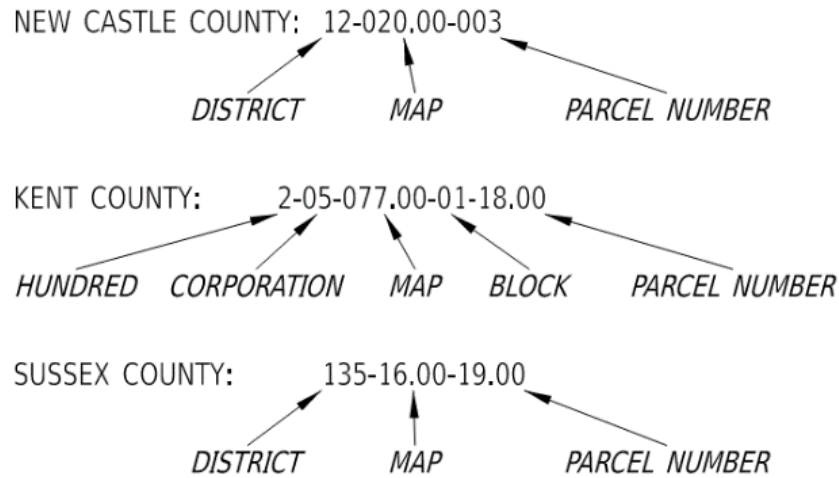 NEW CASTLE COUNTY: 12-020.00-003
DISTRICT MAP PARCEL NUMBER
KENT COUNTY: 2-05-077.00-01-18.00
HUNDRED CORPORATION MAP BLOCK PARCEL NUMBER
SUSSEX COUNTY: 135-16.00-19.00
DISTRICT MAP PARCEL NUMBER